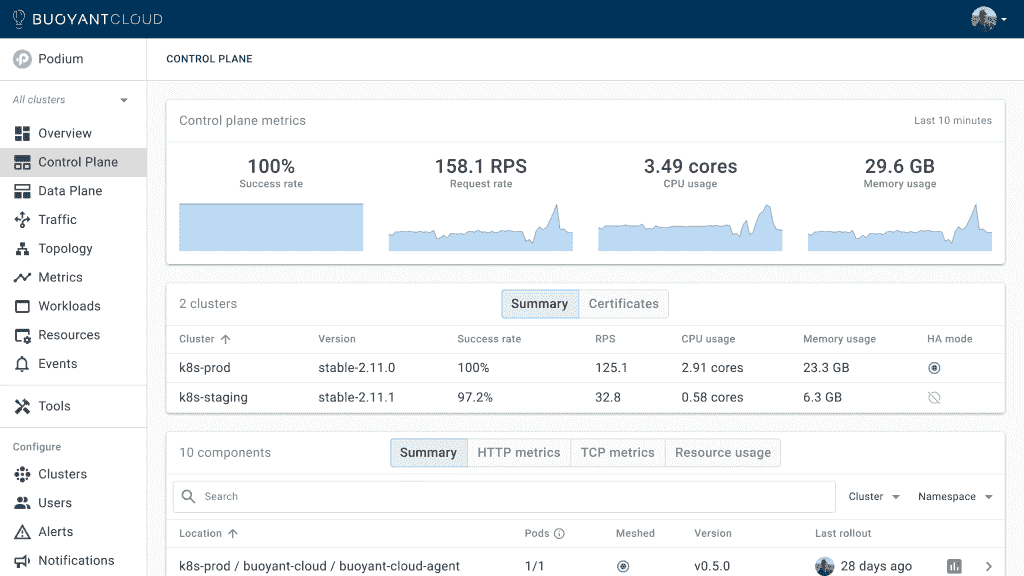 BUOYANTCLOUD
Podium
CONTROL PLANE
All clusters
Overview
Control Plane
Data Plane
Traffic
Topology
Metrics
Workloads
Resources
Events
Tools
Configure
Clusters
Users
Alerts
Notifications
Control plane metrics Last 10 minutes
100% 158.1 RPS 3.49 cores 29.6 GB
Success rate Request rate CPU usage Memory usage
2 clusters Summary Certificates
Cluster Version Success rate RPS CPU usage Memory usage HA mode
k8s-prod stable-2.11.0 100% 125.1 2.91 cores 23.3 GB
k8s-staging stable-2.11.1 97.2% 32.8 0.58 cores 6.3 GB
10 components Summary HTTP metrics TCP metrics Resource usage
Search Cluster Namespace
Location Pods Meshed Version Last rollout
k8s-prod / buoyant-cloud / buoyant-cloud-agent 1/1 v0.5.0 28 days ago